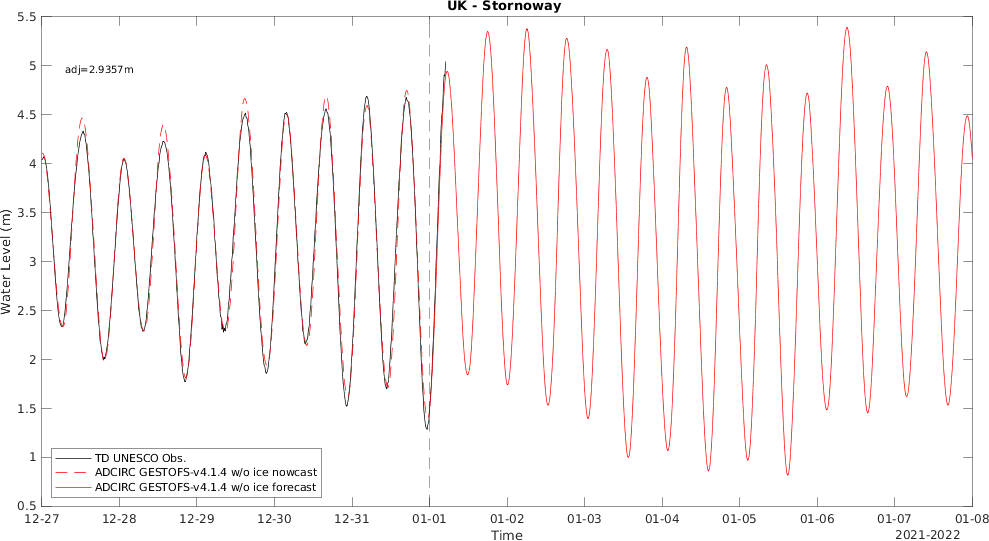 UK - Stornoway
5.5
5
4.5
4
3.5
3
2.5
2
1.5
1
0.5
Water Level (m)
adj=2.9357m
TD UNESCO Obs.
ADCIRC GESTOFS-v4.1.4 w/o ice nowcast
ADCIRC GESTOFS-v4.1.4 w/o ice forecast
12-27 12-28 12-29 12-30 12-31 01-01 01-02 01-03 01-04 01-05 01-06 01-07 01-08
Time
2021-2022